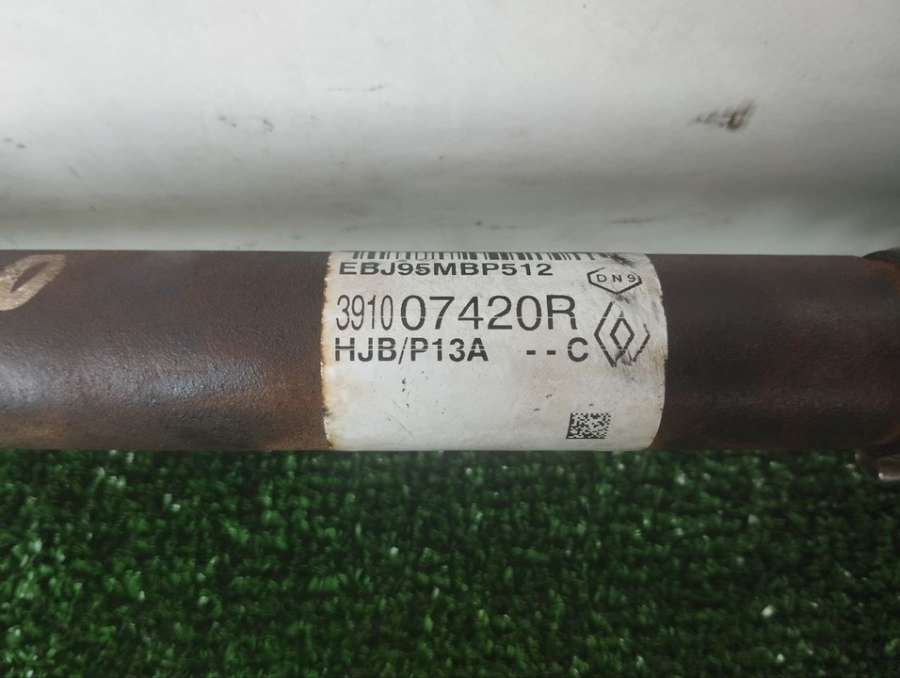 EBJ95MBP512
DN9
391007420R
HJB/P13A --C